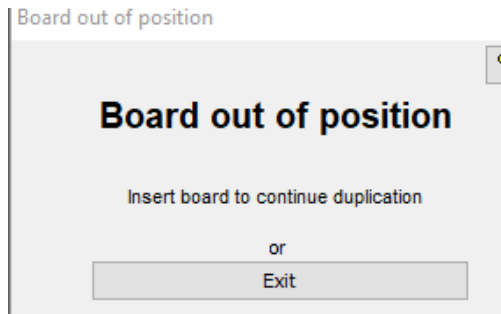 Board out of position
Board out of position
Insert board to continue duplication
or
Exit